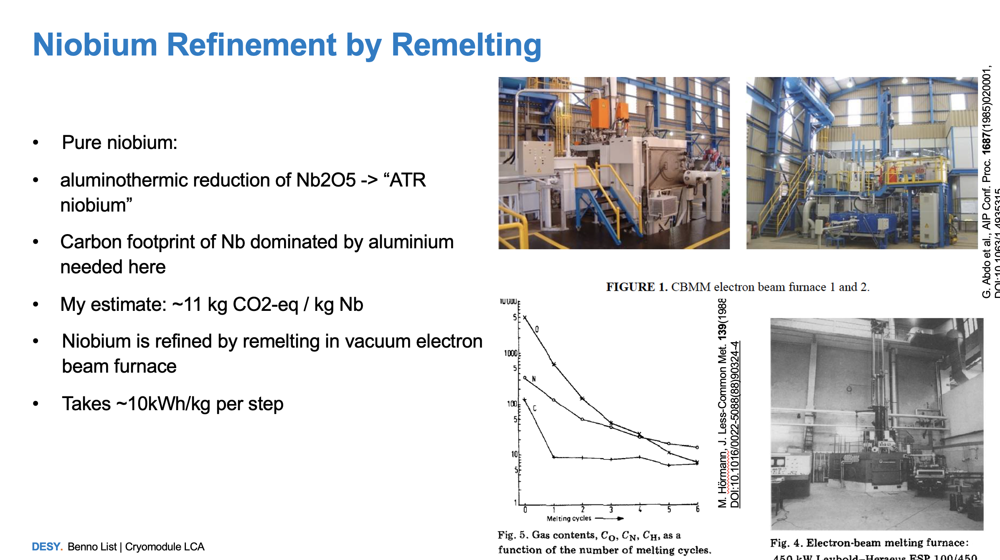 Niobium Refinement by Remelting
• Pure niobium:
• aluminothermic reduction of Nb2O5 -> “ATR
niobium”
• Carbon footprint of Nb dominated by aluminium
needed here
• My estimate: ~11 kg CO2-eq / kg Nb
• Niobium is refined by remelting in vacuum electron
beam furnace
• Takes ~10kWh/kg per step
G. Abdo et al., AIP Conf. Proc. 1687(1985)020001,
DOI:10.1063/1.4935315
FIGURE 1. CBMM electron beam furnace 1 and 2.
10000
5
O
1000
5
N
100
C
5
10
5
1
0 1 2 3 4 5 6
Melting cycles
Fig. 5. Gas contents, CO, CN, CH, as a
function of the number of melting cycles.
M. Hörmann, J. Less-Common Met. 139(1988
DOI:10.1016/0022-5088(88)90324-4
Fig. 4. Electron-beam melting furnace:
450 kW Leybold-Heraeus ESP 100/450
DESY. Benno List | Cryomodule LCA